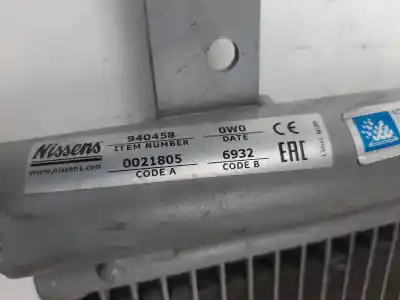 Nissens
www.nissens.com
940458
ITEM NUMBER
0W0
DATE
CE
0021805
CODE A
6932
CODE B
EAC